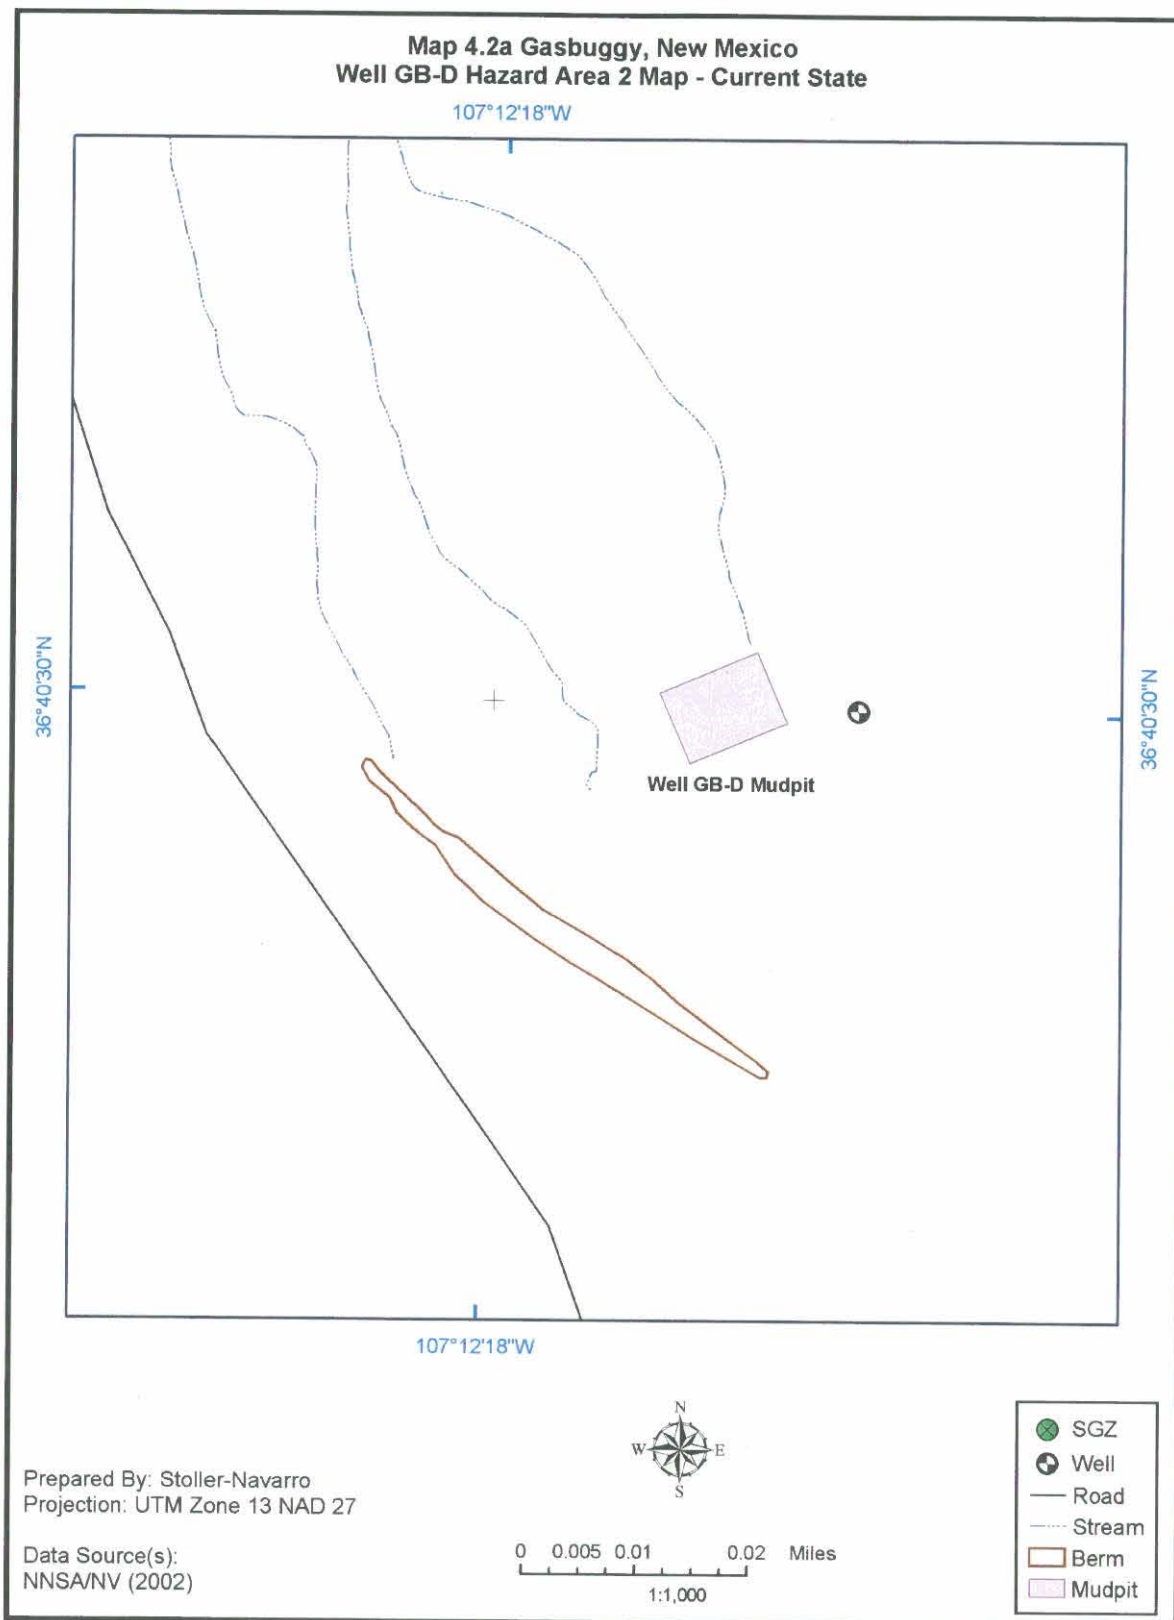 Map 4.2a Gasbuggy, New Mexico
Well GB-D Hazard Area 2 Map - Current State
107°12'18"W
36°40'30"N
36°40'30"N
Well GB-D Mudpit
107°12'18"W
N
W
E
S
Prepared By: Stoller-Navarro
Projection: UTM Zone 13 NAD 27
Data Source(s):
NNSA/NV (2002)
0 0.005 0.01 0.02 Miles
1:1,000
SGZ
Well
Road
Stream
Berm
Mudpit